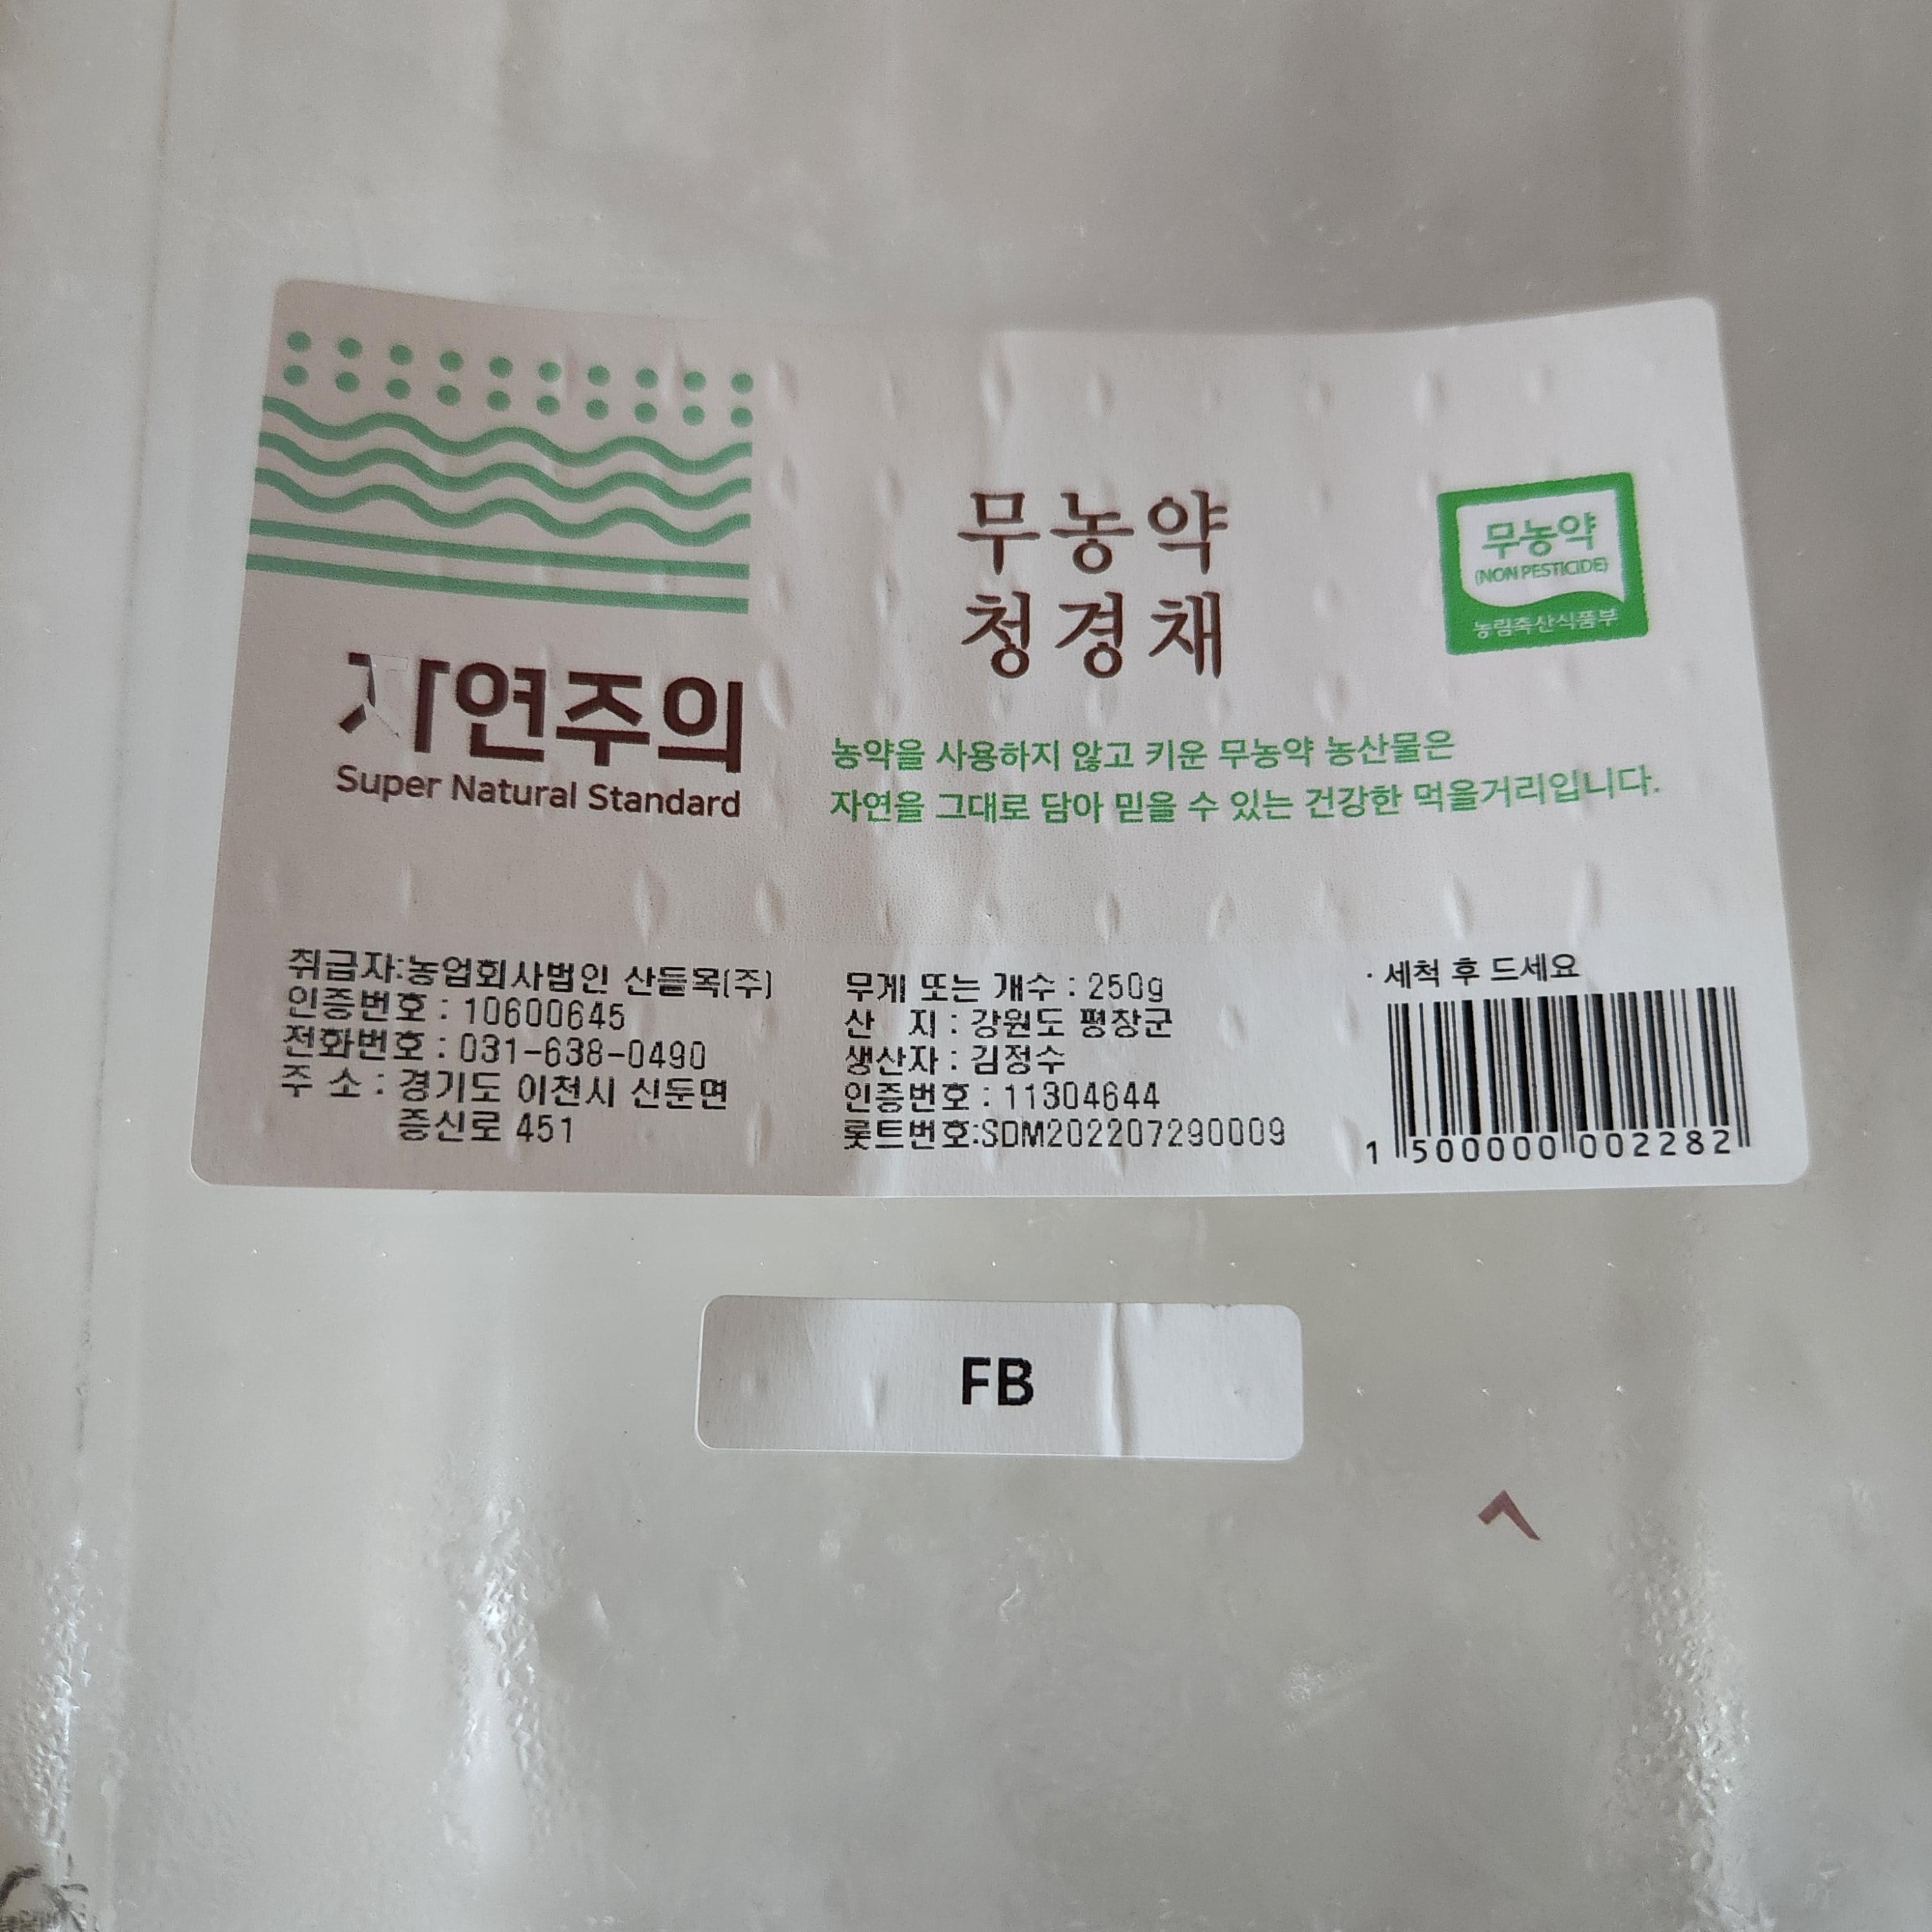 자연주의
Super Natural Standard
무농약
청경채
무농약
(NON PESTICIDE)
농림축산식품부
농약을 사용하지 않고 키운 무농약 농산물은
자연을 그대로 담아 믿을 수 있는 건강한 먹을거리입니다.
취급자:농업회사법인 산들목(주)
인증번호 : 10600645
전화번호 : 031-638-0490
주 소 : 경기도 이천시 신둔면
증신로 451
무게 또는 개수 : 250g
산 지 : 강원도 평창군
생산자 : 김정수
인증번호 : 11304644
롯트번호:SDM202207290009
· 세척 후 드세요
1 500000 002282
FB